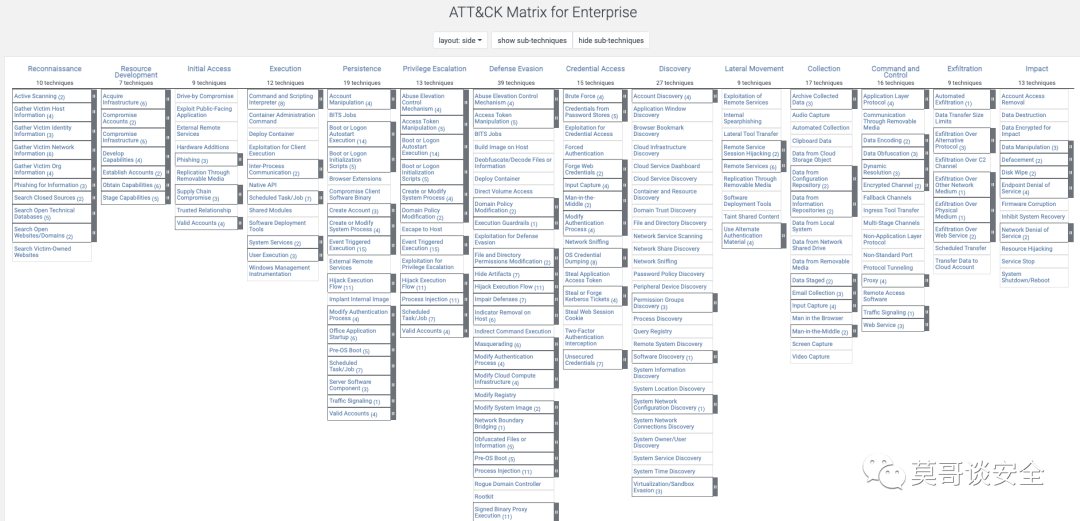 ATT&CK Matrix for Enterprise
layout: side
show sub-techniques
hide sub-techniques
Reconnaissance
10 techniques
Active Scanning (2)
Gather Victim Host
Information (4)
Gather Victim Identity
Information (3)
Gather Victim Network
Information (6)
Gather Victim Org
Information (4)
Phishing for Information (3)
Search Closed Sources (2)
Search Open Technical
Databases (5)
Search Open
Websites/Domains (2)
Search Victim-Owned
Websites
Resource
Development
7 techniques
Acquire
Infrastructure (6)
Compromise
Accounts (2)
Compromise
Infrastructure (6)
Develop
Capabilities (4)
Establish Accounts (2)
Obtain Capabilities (6)
Stage Capabilities (5)
Initial Access
9 techniques
Drive-by Compromise
Exploit Public-Facing
Application
External Remote
Services
Hardware Additions
Phishing (3)
Replication Through
Removable Media
Supply Chain
Compromise (3)
Trusted Relationship
Valid Accounts (4)
Execution
12 techniques
Command and Scripting
Interpreter (8)
Container Administration
Command
Deploy Container
Exploitation for Client
Execution
Inter-Process
Communication (2)
Native API
Scheduled Task/Job (7)
Shared Modules
Software Deployment
Tools
System Services (2)
User Execution (3)
Windows Management
Instrumentation
Persistence
19 techniques
Account
Manipulation (4)
BITS Jobs
Boot or Logon
Autostart
Execution (14)
Boot or Logon
Initialization
Scripts (5)
Browser Extensions
Compromise Client
Software Binary
Create Account (3)
Create or Modify
System Process (4)
Event Triggered
Execution (15)
External Remote
Services
Hijack Execution
Flow (11)
Implant Internal Image
Modify Authentication
Process (4)
Office Application
Startup (6)
Pre-OS Boot (5)
Scheduled
Task/Job (7)
Server Software
Component (3)
Traffic Signaling (1)
Valid Accounts (4)
Privilege Escalation
13 techniques
Abuse Elevation
Control
Mechanism (4)
Access Token
Manipulation (5)
Boot or Logon
Autostart
Execution (14)
Boot or Logon
Initialization
Scripts (5)
Create or Modify
System Process (4)
Domain Policy
Modification (2)
Escape to Host
Event Triggered
Execution (15)
Exploitation for
Privilege Escalation
Hijack Execution
Flow (11)
Process Injection (11)
Scheduled
Task/Job (7)
Valid Accounts (4)
Defense Evasion
39 techniques
Abuse Elevation Control
Mechanism (4)
Access Token
Manipulation (5)
BITS Jobs
Build Image on Host
Deobfuscate/Decode Files
or Information
Deploy Container
Direct Volume Access
Domain Policy
Modification (2)
Execution Guardrails (1)
Exploitation for Defense
Evasion
File and Directory
Permissions Modification (2)
Hide Artifacts (7)
Hijack Execution Flow (11)
Impair Defenses (7)
Indicator Removal on
Host (6)
Indirect Command Execution
Masquerading (6)
Modify Authentication
Process (4)
Modify Cloud Compute
Infrastructure (4)
Modify Registry
Modify System Image (2)
Network Boundary
Bridging (1)
Obfuscated Files or
Information (5)
Pre-OS Boot (5)
Process Injection (11)
Rogue Domain Controller
Rootkit
Signed Binary Proxy
Execution (11)
Credential Access
15 techniques
Brute Force (4)
Credentials from
Password Stores (5)
Exploitation for
Credential Access
Forced
Authentication
Forge Web
Credentials (2)
Input Capture (4)
Man-in-the-
Middle (2)
Modify
Authentication
Process (4)
Network Sniffing
OS Credential
Dumping (8)
Steal Application
Access Token
Steal or Forge
Kerberos Tickets (4)
Steal Web Session
Cookie
Two-Factor
Authentication
Interception
Unsecured
Credentials (7)
Discovery
27 techniques
Account Discovery (4)
Application Window
Discovery
Browser Bookmark
Discovery
Cloud Infrastructure
Discovery
Cloud Service Dashboard
Cloud Service Discovery
Container and Resource
Discovery
Domain Trust Discovery
File and Directory Discovery
Network Service Scanning
Network Share Discovery
Network Sniffing
Password Policy Discovery
Peripheral Device Discovery
Permission Groups
Discovery (3)
Process Discovery
Query Registry
Remote System Discovery
Software Discovery (1)
System Information
Discovery
System Location Discovery
System Network
Configuration Discovery (1)
System Network
Connections Discovery
System Owner/User
Discovery
System Service Discovery
System Time Discovery
Virtualization/Sandbox
Evasion (3)
Lateral Movement
9 techniques
Exploitation of
Remote Services
Internal
Spearphishing
Lateral Tool Transfer
Remote Service
Session Hijacking (2)
Remote Services (6)
Replication Through
Removable Media
Software
Deployment Tools
Taint Shared Content
Use Alternate
Authentication
Material (4)
Collection
17 techniques
Archive Collected
Data (3)
Audio Capture
Automated Collection
Clipboard Data
Data from Cloud
Storage Object
Data from
Configuration
Repository (2)
Data from
Information
Repositories (2)
Data from Local
System
Data from Network
Shared Drive
Data from Removable
Media
Data Staged (2)
Email Collection (3)
Input Capture (4)
Man in the Browser
Man-in-the-Middle (2)
Screen Capture
Video Capture
Command and
Control
16 techniques
Application Layer
Protocol (4)
Communication
Through Removable
Media
Data Encoding (2)
Data Obfuscation (3)
Dynamic
Resolution (3)
Encrypted Channel (2)
Fallback Channels
Ingress Tool Transfer
Multi-Stage Channels
Non-Application Layer
Protocol
Non-Standard Port
Protocol Tunneling
Proxy (4)
Remote Access
Software
Traffic Signaling (1)
Web Service (3)
Exfiltration
9 techniques
Automated
Exfiltration (1)
Data Transfer Size
Limits
Exfiltration Over
Alternative
Protocol (3)
Exfiltration Over C2
Channel
Exfiltration Over
Other Network
Medium (1)
Exfiltration Over
Physical
Medium (1)
Exfiltration Over
Web Service (2)
Scheduled Transfer
Transfer Data to
Cloud Account
Impact
13 techniques
Account Access
Removal
Data Destruction
Data Encrypted for
Impact
Data Manipulation (3)
Defacement (2)
Disk Wipe (2)
Endpoint Denial of
Service (4)
Firmware Corruption
Inhibit System Recovery
Network Denial of
Service (2)
Resource Hijacking
Service Stop
System
Shutdown/Reboot
莫哥谈安全